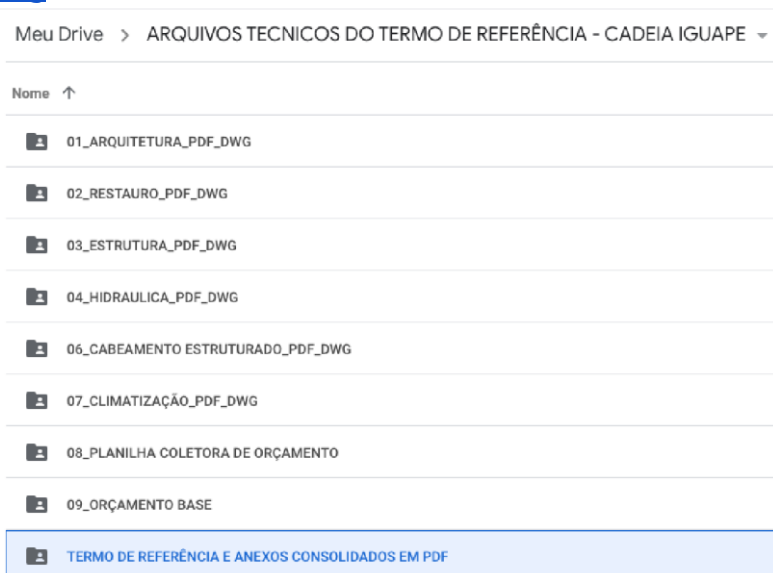 Meu Drive > ARQUIVOS TECNICOS DO TERMO DE REFERÊNCIA - CADEIA IGUAPE
Nome ↑
01_ARQUITETURA_PDF_DWG
02_RESTAURO_PDF_DWG
03_ESTRUTURA_PDF_DWG
04_HIDRAULICA_PDF_DWG
06_CABEAMENTO ESTRUTURADO_PDF_DWG
07_CLIMATIZAÇÃO_PDF_DWG
08_PLANILHA COLETORA DE ORÇAMENTO
09_ORÇAMENTO BASE
TERMO DE REFERÊNCIA E ANEXOS CONSOLIDADOS EM PDF